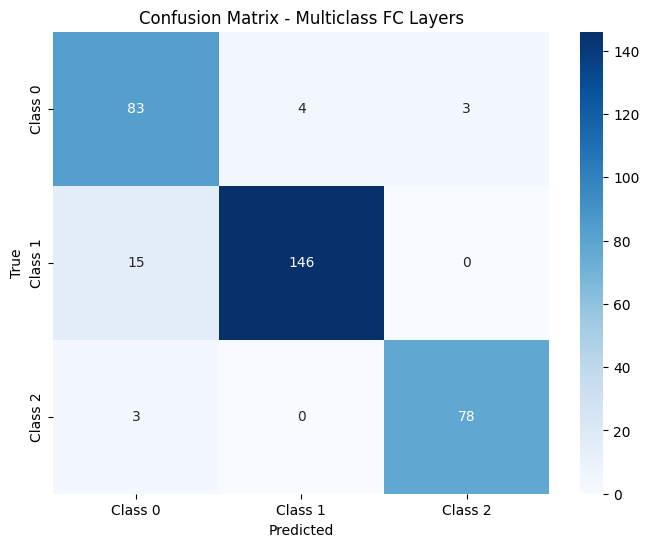 Confusion Matrix - Multiclass FC Layers
True
Class 0
83
4
3
Class 1
15
146
0
Class 2
3
0
78
Class 0
Class 1
Class 2
Predicted
140
120
100
80
60
40
20
0